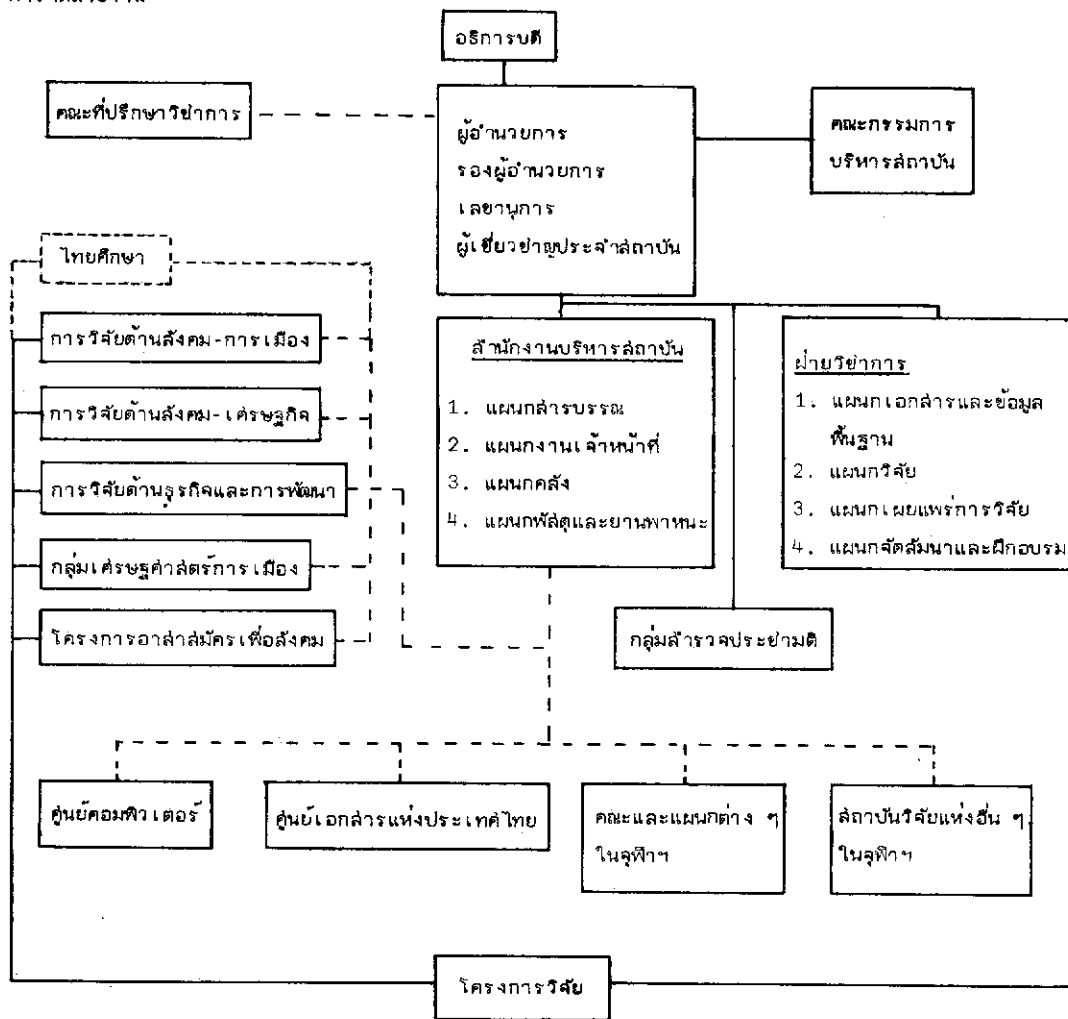 อธิการบดี
คณะที่ปรึกษาวิชาการ
ผู้อำนวยการ
รองผู้อำนวยการ
เลขานุการ
ผู้เชี่ยวชาญประจำสถาบัน
คณะกรรมการ
บริหารสถาบัน
ไทยศึกษา
การวิจัยด้านสังคม-การเมือง
การวิจัยด้านสังคม-เศรษฐกิจ
การวิจัยด้านธุรกิจและการพัฒนา
กลุ่มเศรษฐศาสตร์การเมือง
โครงการอาสาสมัครเพื่อสังคม
สำนักงานบริหารสถาบัน
1. แผนกสารบรรณ
2. แผนกงานเจ้าหน้าที่
3. แผนกคลัง
4. แผนกพัสดุและยานพาหนะ
ฝ่ายวิชาการ
1. แผนกเอกสารและข้อมูล
พื้นฐาน
2. แผนกวิจัย
3. แผนกเผยแพร่การวิจัย
4. แผนกจัดสัมนาและฝึกอบรม
กลุ่มสำรวจประชามติ
ศูนย์คอมพิวเตอร์
ศูนย์เอกสารแห่งประเทศไทย
คณะและแผนกต่าง ๆ
ในจุฬาฯ
สถาบันวิจัยแห่งอื่น ๆ
ในจุฬาฯ
โครงการวิจัย